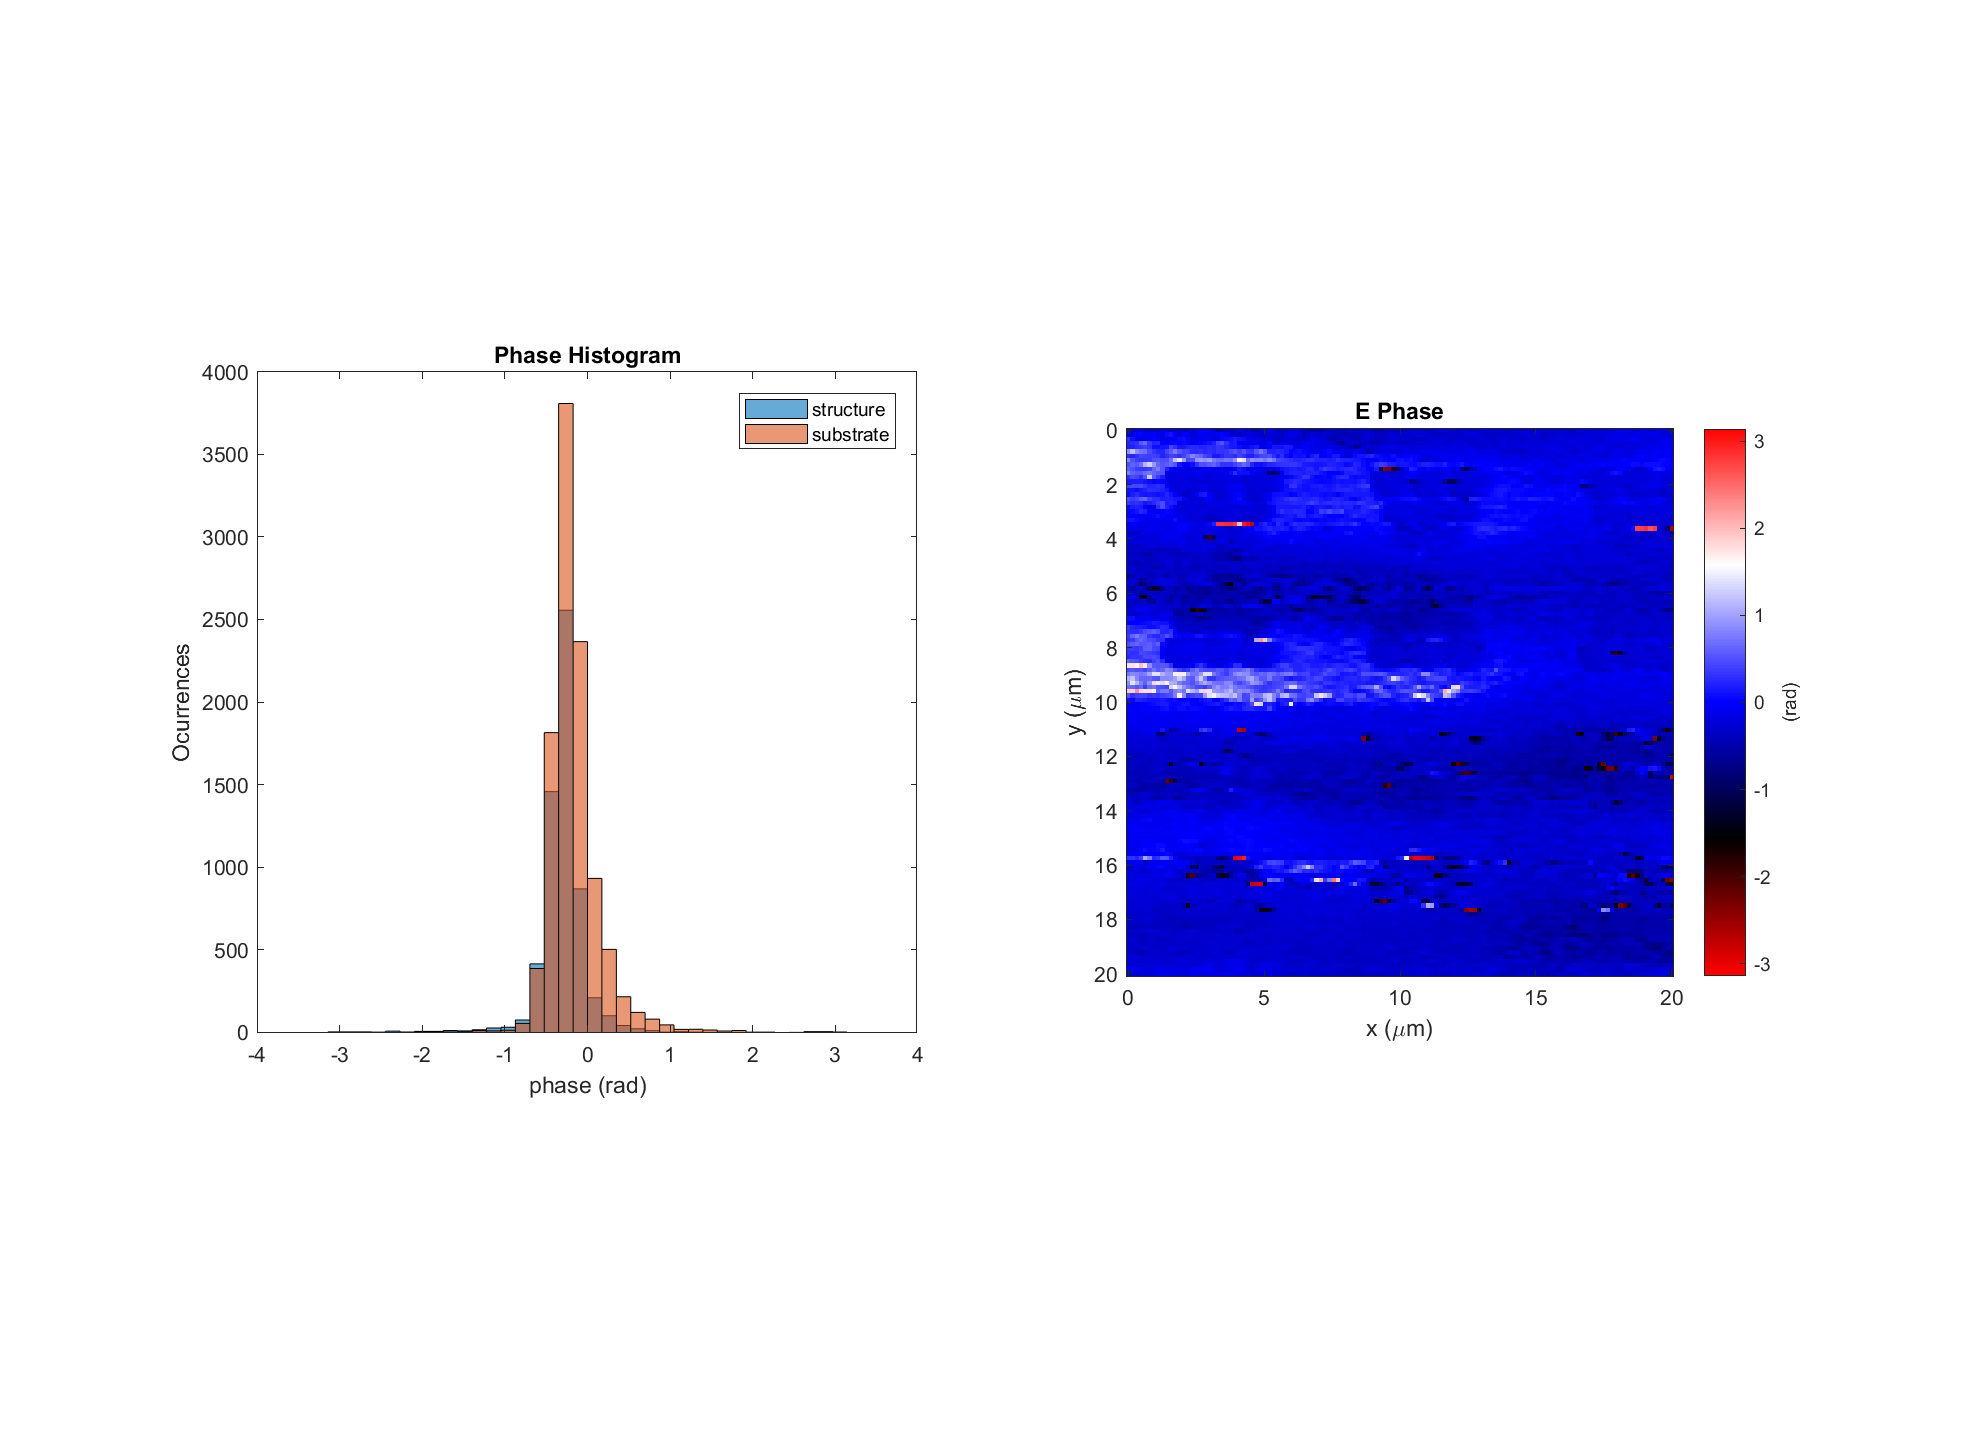 Phase Histogram
4000
3500
3000
2500
2000
1500
1000
500
0
Ocurrences
-4 -3 -2 -1 0 1 2 3 4
phase (rad)
structure
substrate
E Phase
0
2
4
6
8
10
12
14
16
18
20
y (μm)
0 5 10 15 20
x (μm)
3
2
1
0
-1
-2
-3
(rad)